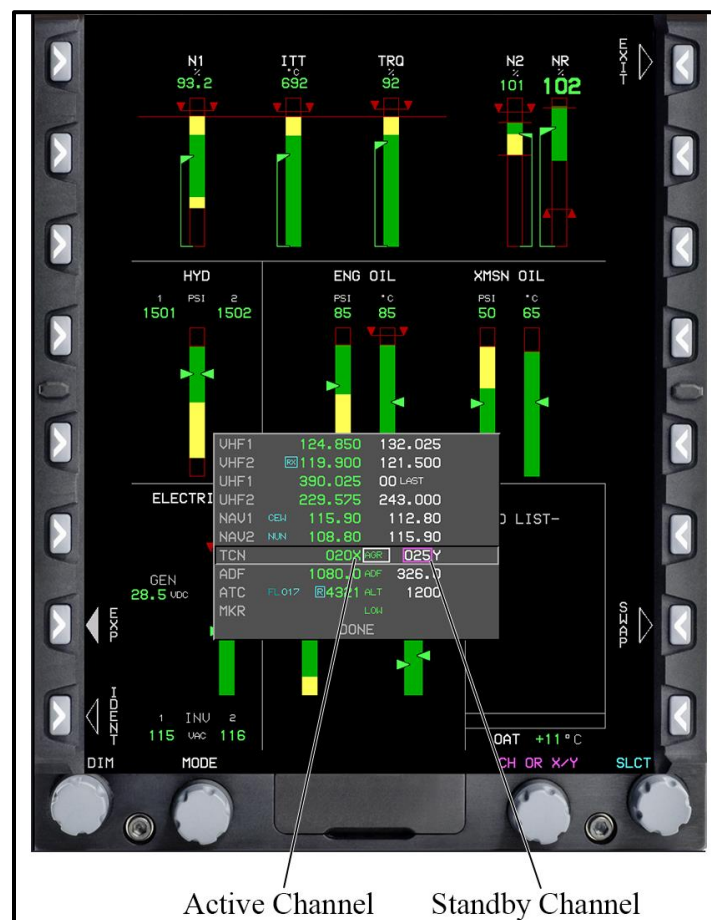 EXIT
N1 ITT TRQ N2 NR
% °C % % %
93.2 692 92 101 102
HYD ENG OIL XMSN OIL
1 PSI 2 PSI °C PSI °C
1501 1502 85 85 50 65
VHF1 124.850 132.025
VHF2 RX 119.900 121.500
UHF1 390.025 00 LAST
UHF2 229.575 243.000
NAV1 CEW 115.90 112.80
NAV2 NUN 108.80 115.90
TCN 020X AGR 025Y
ADF 1080.0 ADF 326.0
ATC FL017 R 4321 ALT 1200
MKR LOW
DONE
ELECTRI
LIST-
GEN
28.5 VDC
EXP
SWAP
IDENT
1 INV 2
115 VAC 116
OAT +11°C
DIM MODE CH OR X/Y SLCT
Active Channel Standby Channel